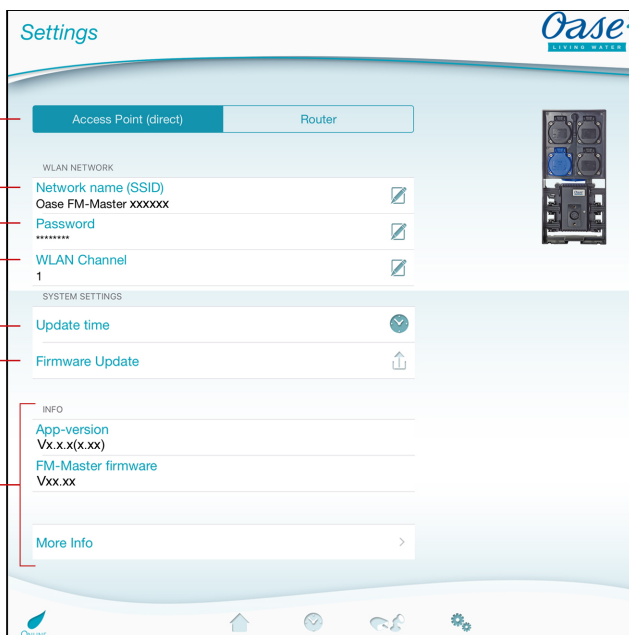 Settings
Oase
LIVING WATER
Access Point (direct)
Router
WLAN NETWORK
Network name (SSID)
Oase FM-Master xxxxxx
Password
********
WLAN Channel
1
SYSTEM SETTINGS
Update time
Firmware Update
INFO
App-version
Vx.x.x(x.xx)
FM-Master firmware
Vxx.xx
More Info